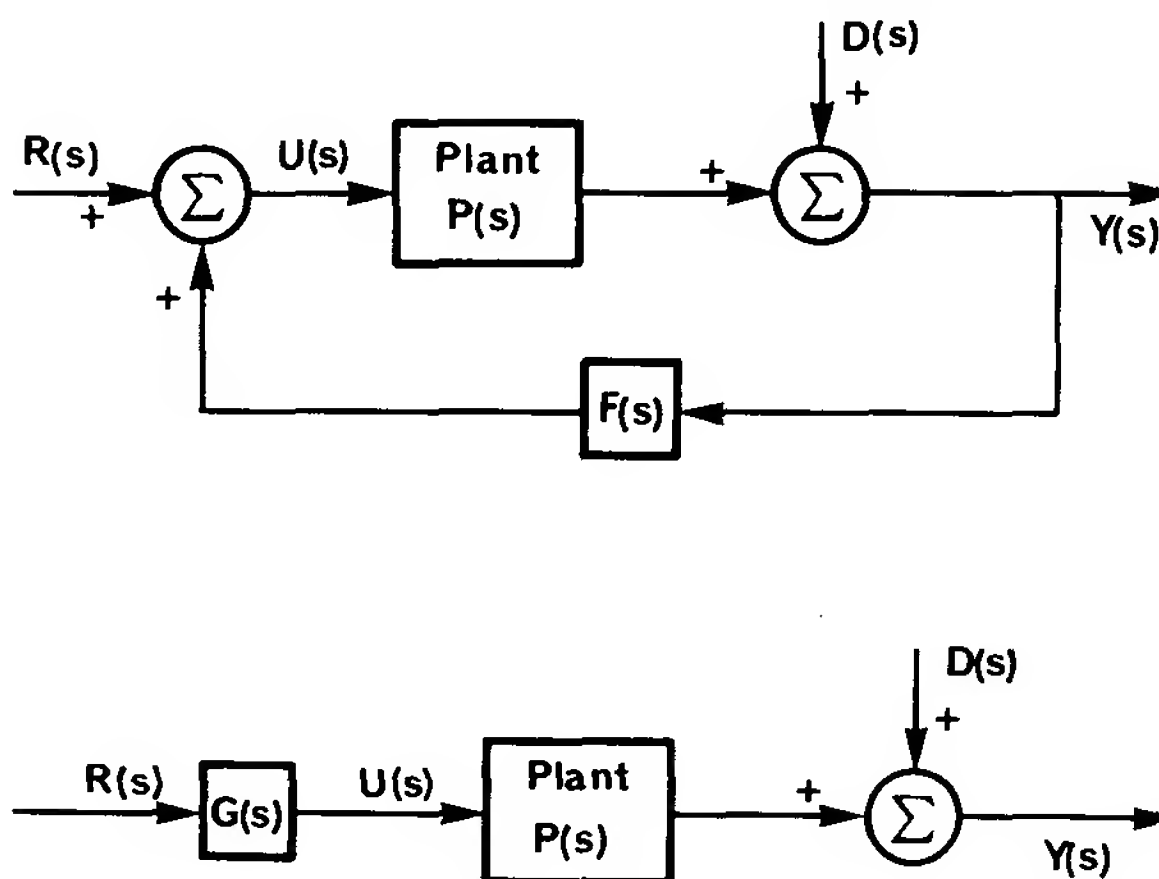 D(s)
+
R(s)
+
Σ
U(s)
Plant
P(s)
+
Σ
Y(s)
+
F(s)
D(s)
+
R(s)
G(s)
U(s)
Plant
P(s)
+
Σ
Y(s)